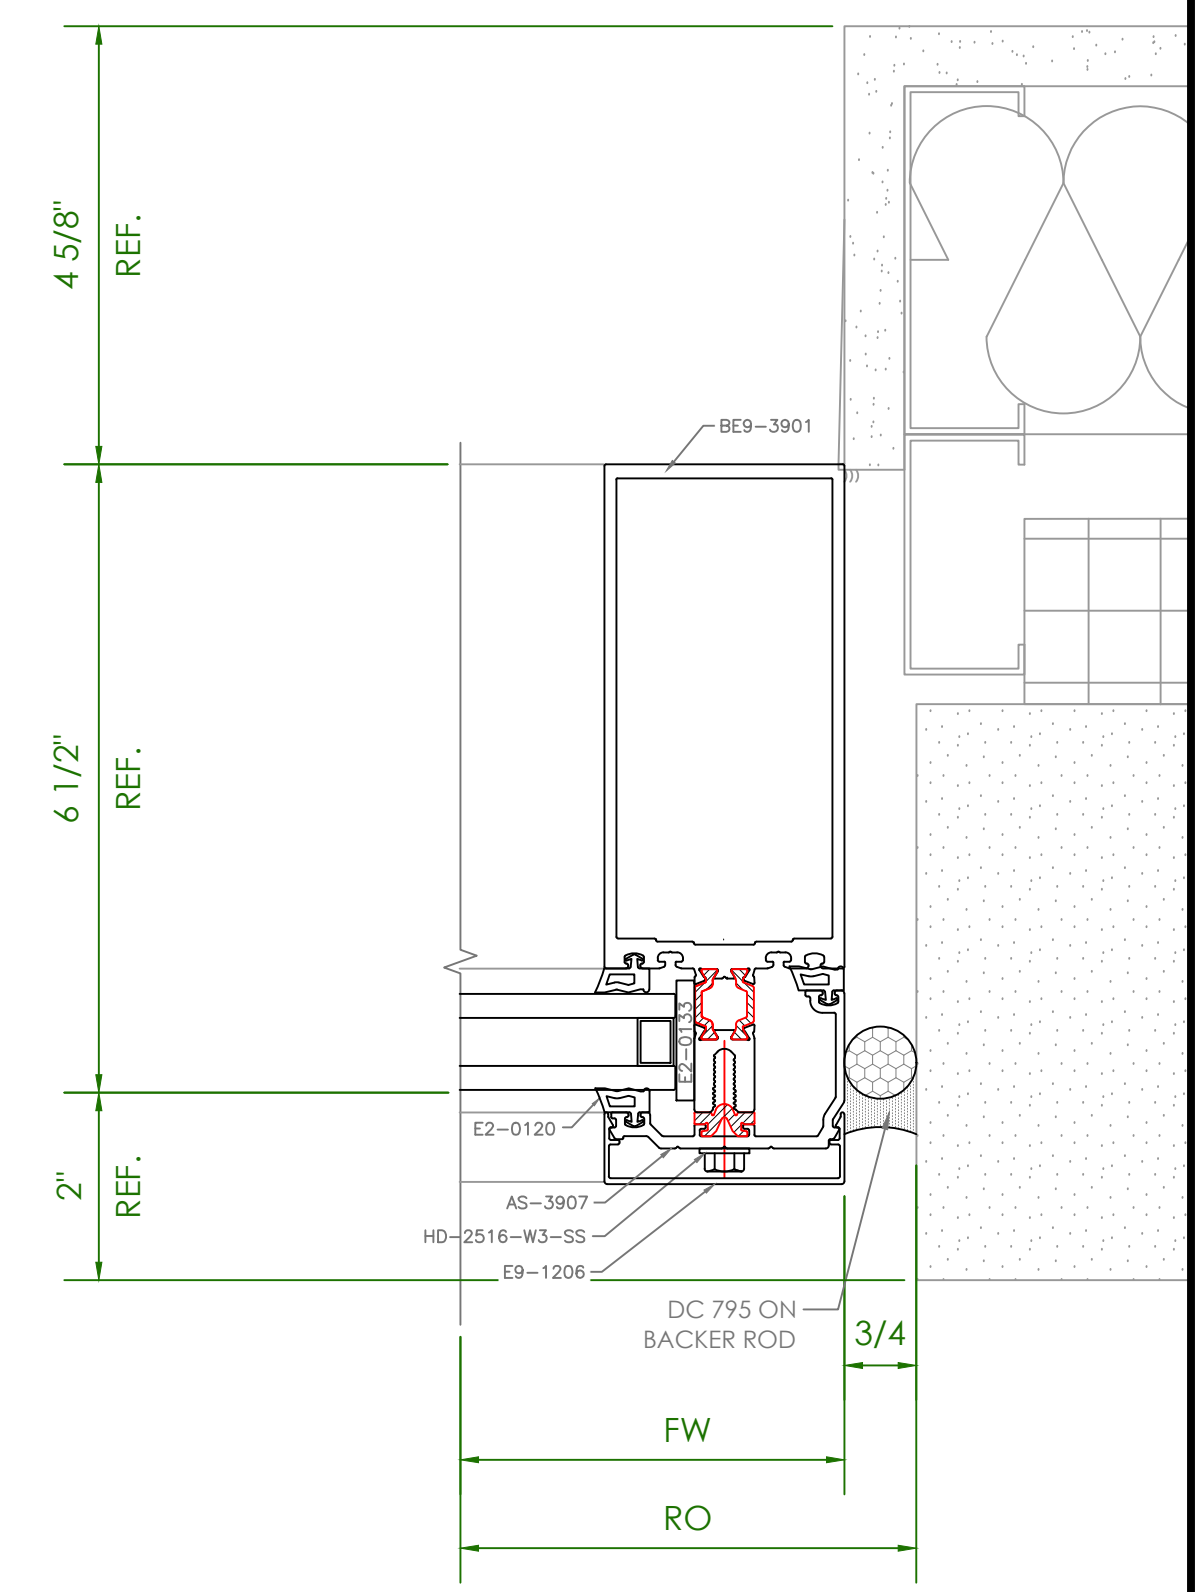 4 5/8"
REF.
BE9-3901
6 1/2"
REF.
E2-0133
E2-0120
2"
REF.
AS-3907
HD-2516-W3-SS
E9-1206
DC 795 ON
BACKER ROD
3/4
FW
RO